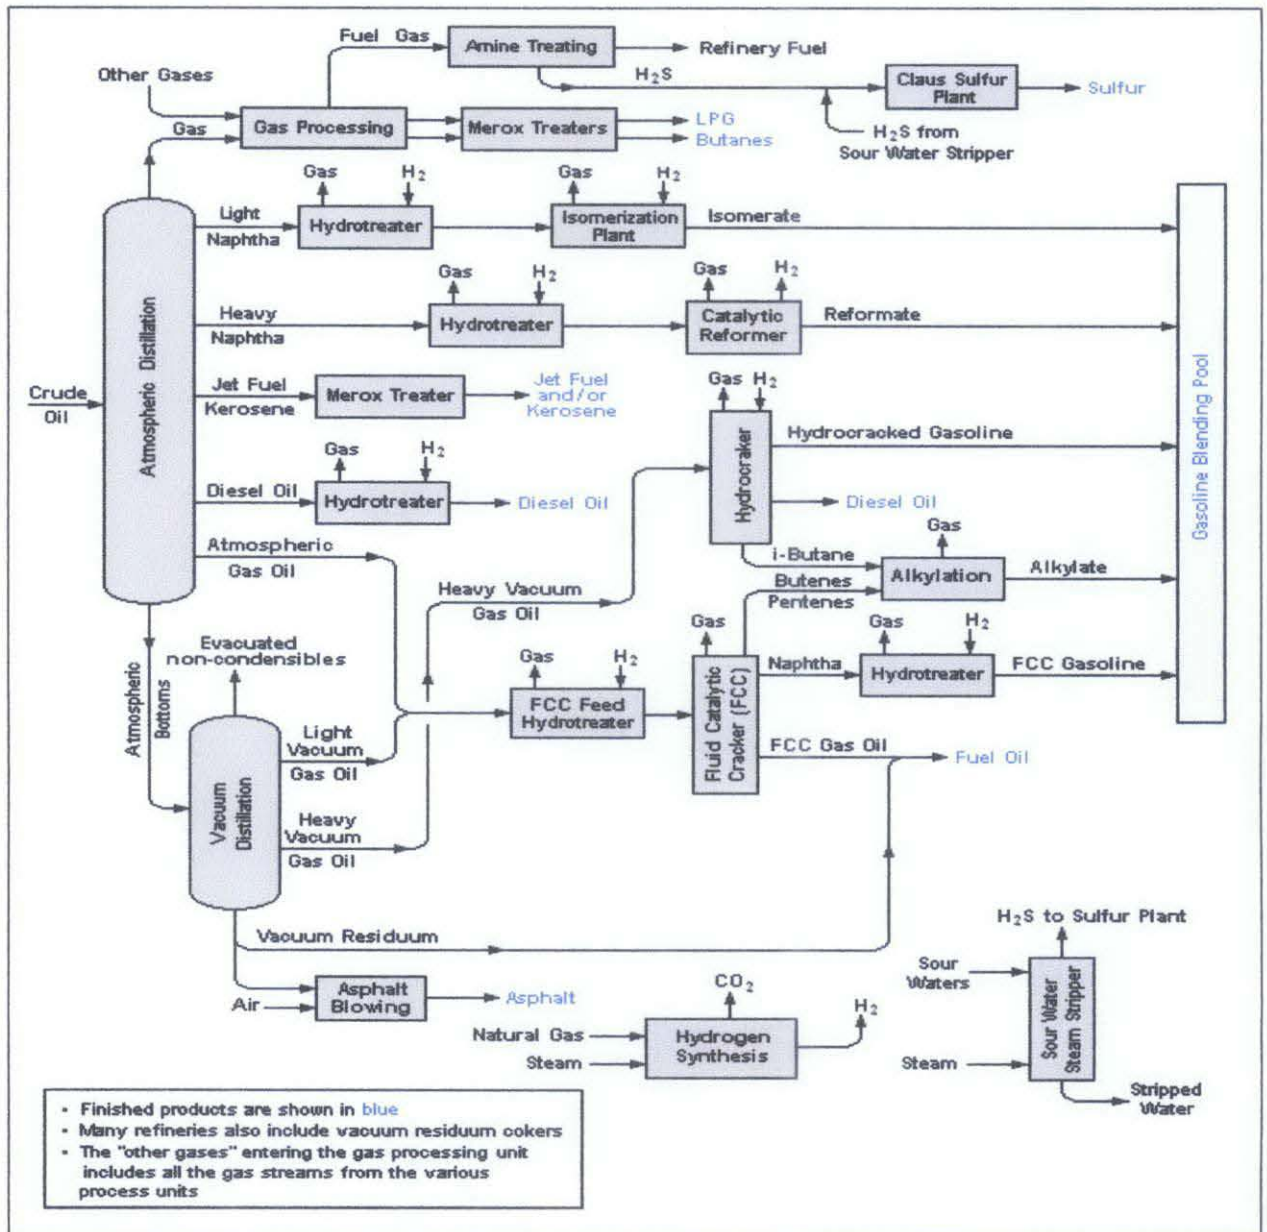 Fuel Gas
Amine Treating
Refinery Fuel
Other Gases
H₂S
Claus Sulfur
Plant
Sulfur
Gas
Gas Processing
Merox Treaters
LPG
Butanes
H₂S from
Sour Water Stripper
Gas
H₂
Gas
H₂
Light
Naphtha
Hydrotreater
Isomerization
Plant
Isomerate
Gas
H₂
Gas
H₂
Heavy
Naphtha
Hydrotreater
Catalytic
Reformer
Reformate
Atmospheric Distillation
Crude
Oil
Jet Fuel
Kerosene
Merox Treater
Jet Fuel
and/or
Kerosene
Gas
H₂
Hydrocraker
Hydrocracked Gasoline
Gasoline Blending Pool
Gas
H₂
Diesel Oil
Hydrotreater
Diesel Oil
Diesel Oil
Atmospheric
Gas Oil
i-Butane
Gas
Butenes
Pentenes
Alkylation
Alkylate
Heavy Vacuum
Gas Oil
Atmospheric
Bottoms
Evacuated
non-condensibles
Gas
H₂
FCC Feed
Hydrotreater
Gas
Fluid Catalytic
Cracker (FCC)
Naphtha
Gas
H₂
Hydrotreater
FCC Gasoline
Light
Vacuum
Gas Oil
FCC Gas Oil
Fuel Oil
Vacuum
Distillation
Heavy
Vacuum
Gas Oil
Vacuum Residuum
Air
Asphalt
Blowing
Asphalt
Natural Gas
Steam
CO₂
Hydrogen
Synthesis
H₂
H₂S to Sulfur Plant
Sour
Waters
Sour Water
Steam Stripper
Steam
Stripped
Water
• Finished products are shown in blue
• Many refineries also include vacuum residuum cokers
• The "other gases" entering the gas processing unit
includes all the gas streams from the various
process units